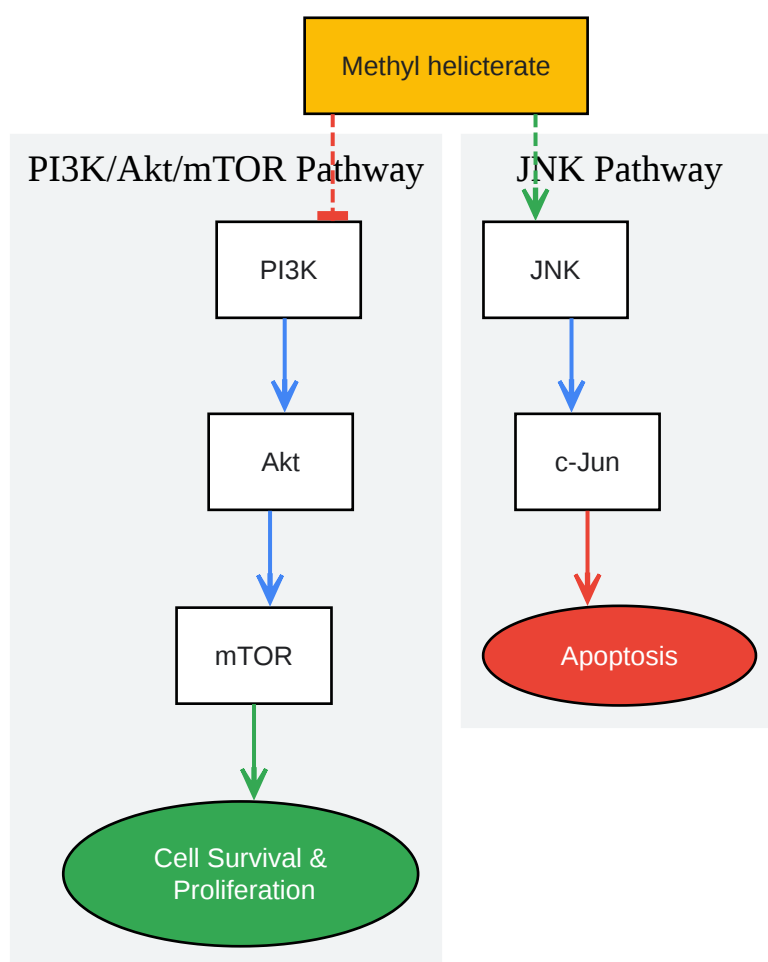 Methyl helicterate
PI3K/Akt/mTOR Pathway
PI3K
Akt
mTOR
Cell Survival &
Proliferation
JNK Pathway
JNK
c-Jun
Apoptosis